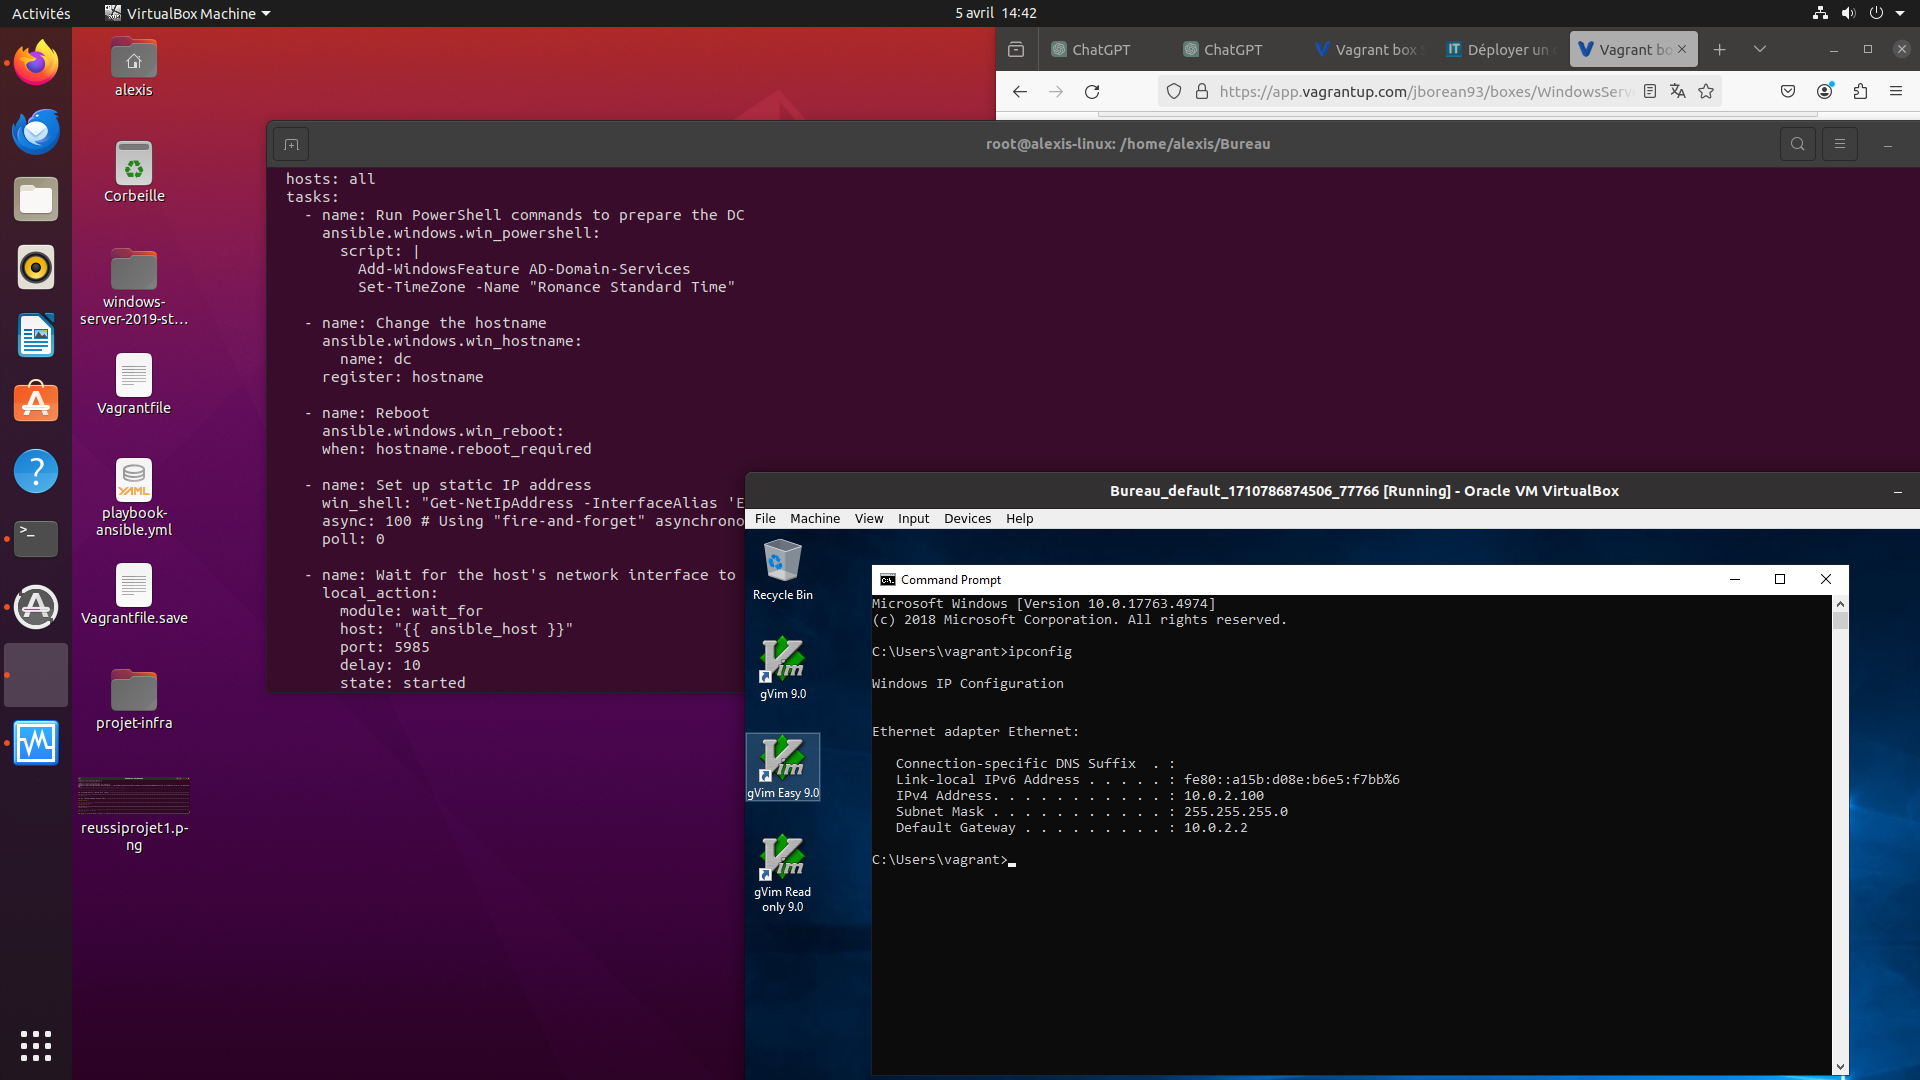 Activités
VirtualBox Machine
5 avril 14:42
alexis
Corbeille
windows-
server-2019-st…
Vagrantfile
YAML
playbook-
ansible.yml
Vagrantfile.save
projet-infra
reussiprojet1.p-
ng
ChatGPT
ChatGPT
Vagrant box
IT
Déployer un
Vagrant bo
https://app.vagrantup.com/jborean93/boxes/WindowsServ
root@alexis-linux: /home/alexis/Bureau
hosts: all
tasks:
- name: Run PowerShell commands to prepare the DC
ansible.windows.win_powershell:
script: |
Add-WindowsFeature AD-Domain-Services
Set-TimeZone -Name "Romance Standard Time"
- name: Change the hostname
ansible.windows.win_hostname:
name: dc
register: hostname
- name: Reboot
ansible.windows.win_reboot:
when: hostname.reboot_required
- name: Set up static IP address
win_shell: "Get-NetIpAddress -InterfaceAlias 'E
async: 100 # Using "fire-and-forget" asynchrono
poll: 0
- name: Wait for the host's network interface to
local_action:
module: wait_for
host: "{{ ansible_host }}"
port: 5985
delay: 10
state: started
Bureau_default_1710786874506_77766 [Running] - Oracle VM VirtualBox
File Machine View Input Devices Help
Recycle Bin
gVim 9.0
gVim Easy 9.0
gVim Read
only 9.0
Command Prompt
Microsoft Windows [Version 10.0.17763.4974]
(c) 2018 Microsoft Corporation. All rights reserved.
C:\Users\vagrant>ipconfig
Windows IP Configuration
Ethernet adapter Ethernet:
Connection-specific DNS Suffix . :
Link-local IPv6 Address . . . . . : fe80::a15b:d08e:b6e5:f7bb%6
IPv4 Address. . . . . . . . . . . : 10.0.2.100
Subnet Mask . . . . . . . . . . . : 255.255.255.0
Default Gateway . . . . . . . . . : 10.0.2.2
C:\Users\vagrant>